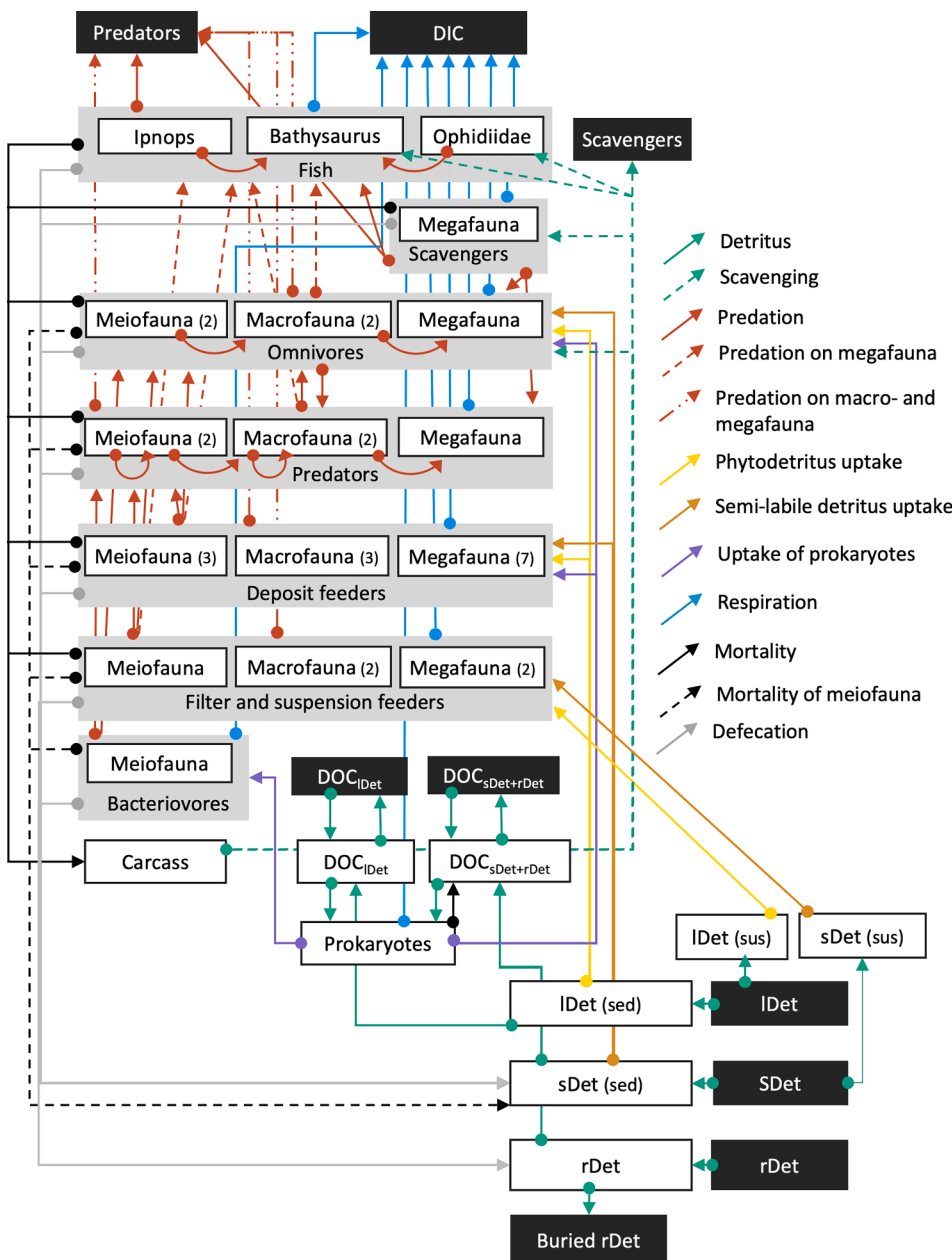 Predators
DIC
Ipnops
Bathysaurus
Ophidiidae
Fish
Scavengers
Megafauna
Scavengers
Meiofauna (2)
Macrofauna (2)
Megafauna
Omnivores
Meiofauna (2)
Macrofauna (2)
Megafauna
Predators
Meiofauna (3)
Macrofauna (3)
Megafauna (7)
Deposit feeders
Meiofauna
Macrofauna (2)
Megafauna (2)
Filter and suspension feeders
Meiofauna
Bacteriovores
DOClDet
DOCsDet+rDet
Carcass
DOClDet
DOCsDet+rDet
Prokaryotes
lDet (sus)
sDet (sus)
lDet (sed)
lDet
sDet (sed)
SDet
rDet
rDet
Buried rDet
Detritus
Scavenging
Predation
Predation on megafauna
Predation on macro- and
megafauna
Phytodetritus uptake
Semi-labile detritus uptake
Uptake of prokaryotes
Respiration
Mortality
Mortality of meiofauna
Defecation